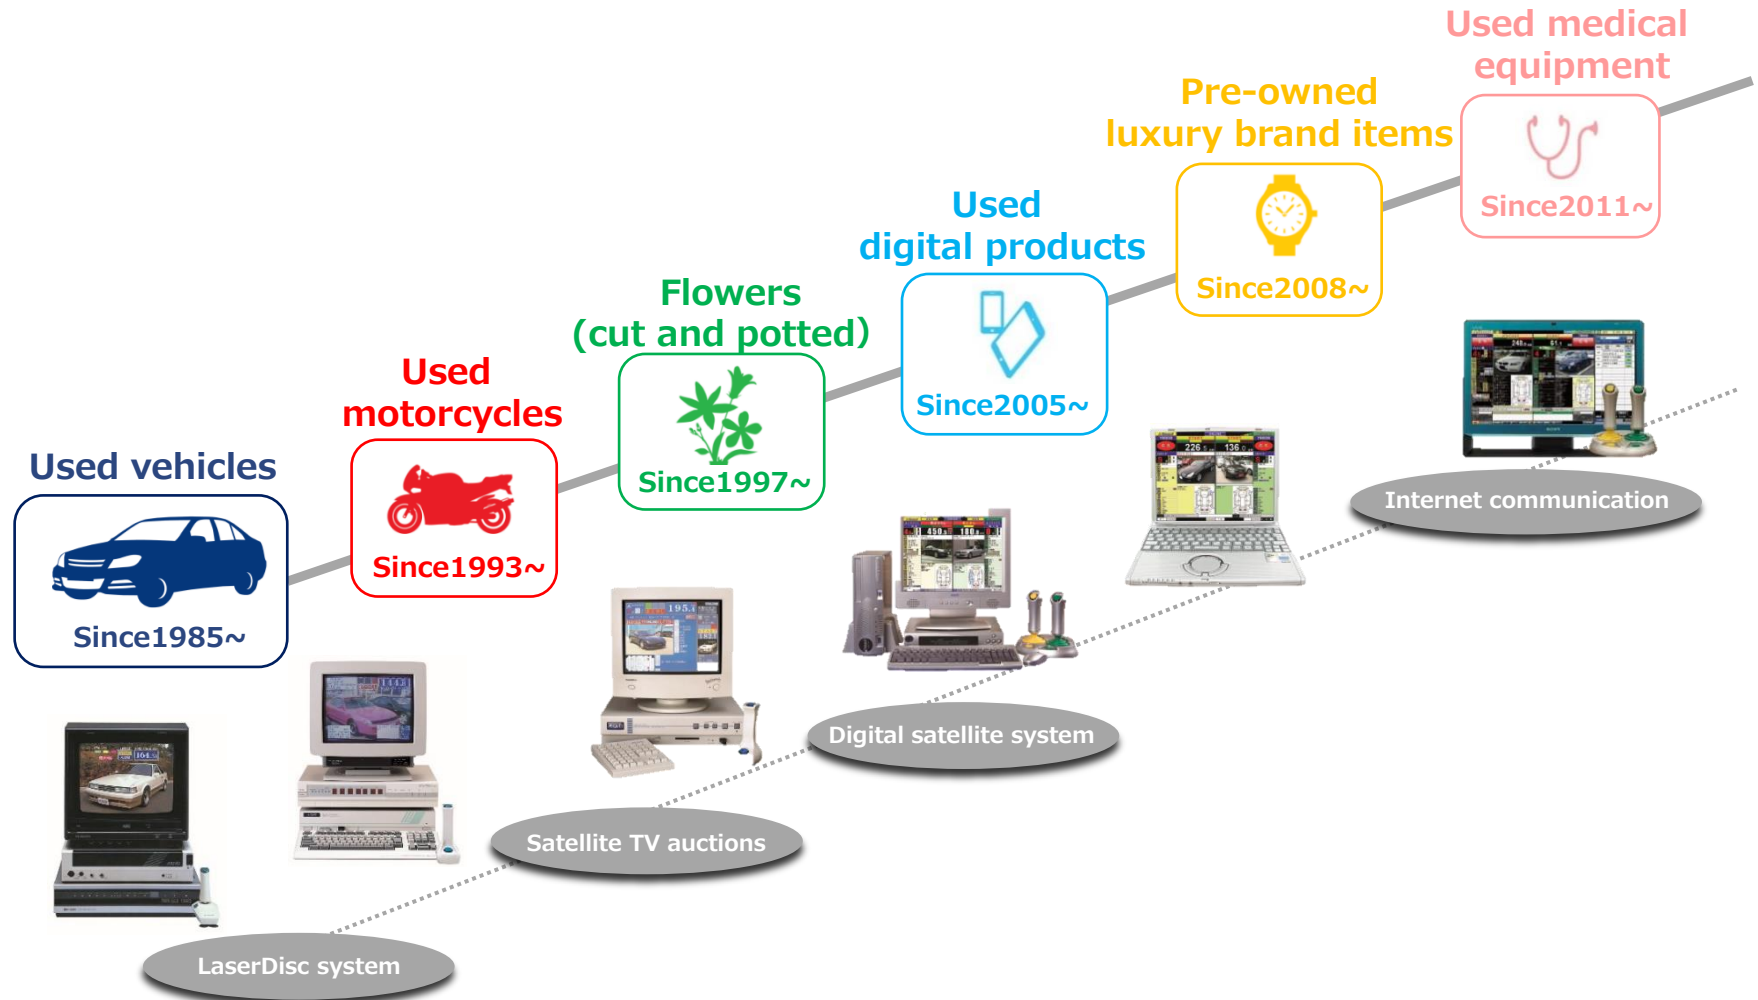 Used medical
equipment
Since2011~
Pre-owned
luxury brand items
Since2008~
Used
digital products
Since2005~
Flowers
(cut and potted）
Since1997~
Used
motorcycles
Since1993~
Used vehicles
Since1985~
Internet communication
Digital satellite system
Satellite TV auctions
LaserDisc system